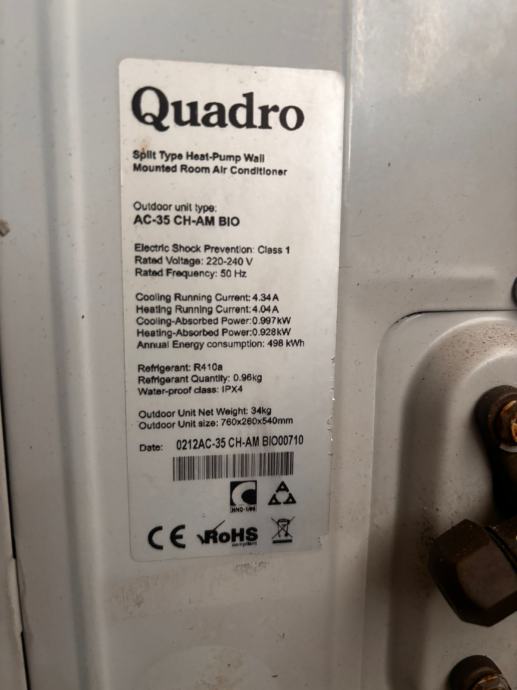 Quadro
Split Type Heat-Pump Wall
Mounted Room Air Conditioner
Outdoor unit type:
AC-35 CH-AM BIO
Electric Shock Prevention: Class 1
Rated Voltage: 220-240 V
Rated Frequency: 50 Hz
Cooling Running Current: 4.34 A
Heating Running Current: 4.04 A
Cooling-Absorbed Power:0.997kW
Heating-Absorbed Power:0.928kW
Annual Energy consumption: 498 kWh
Refrigerant: R410a
Refrigerant Quantity: 0.96kg
Water-proof class: IPX4
Outdoor Unit Net Weight: 34kg
Outdoor Unit size: 760x260x540mm
Date: 0212AC-35 CH-AM BIO00710
CE RoHS